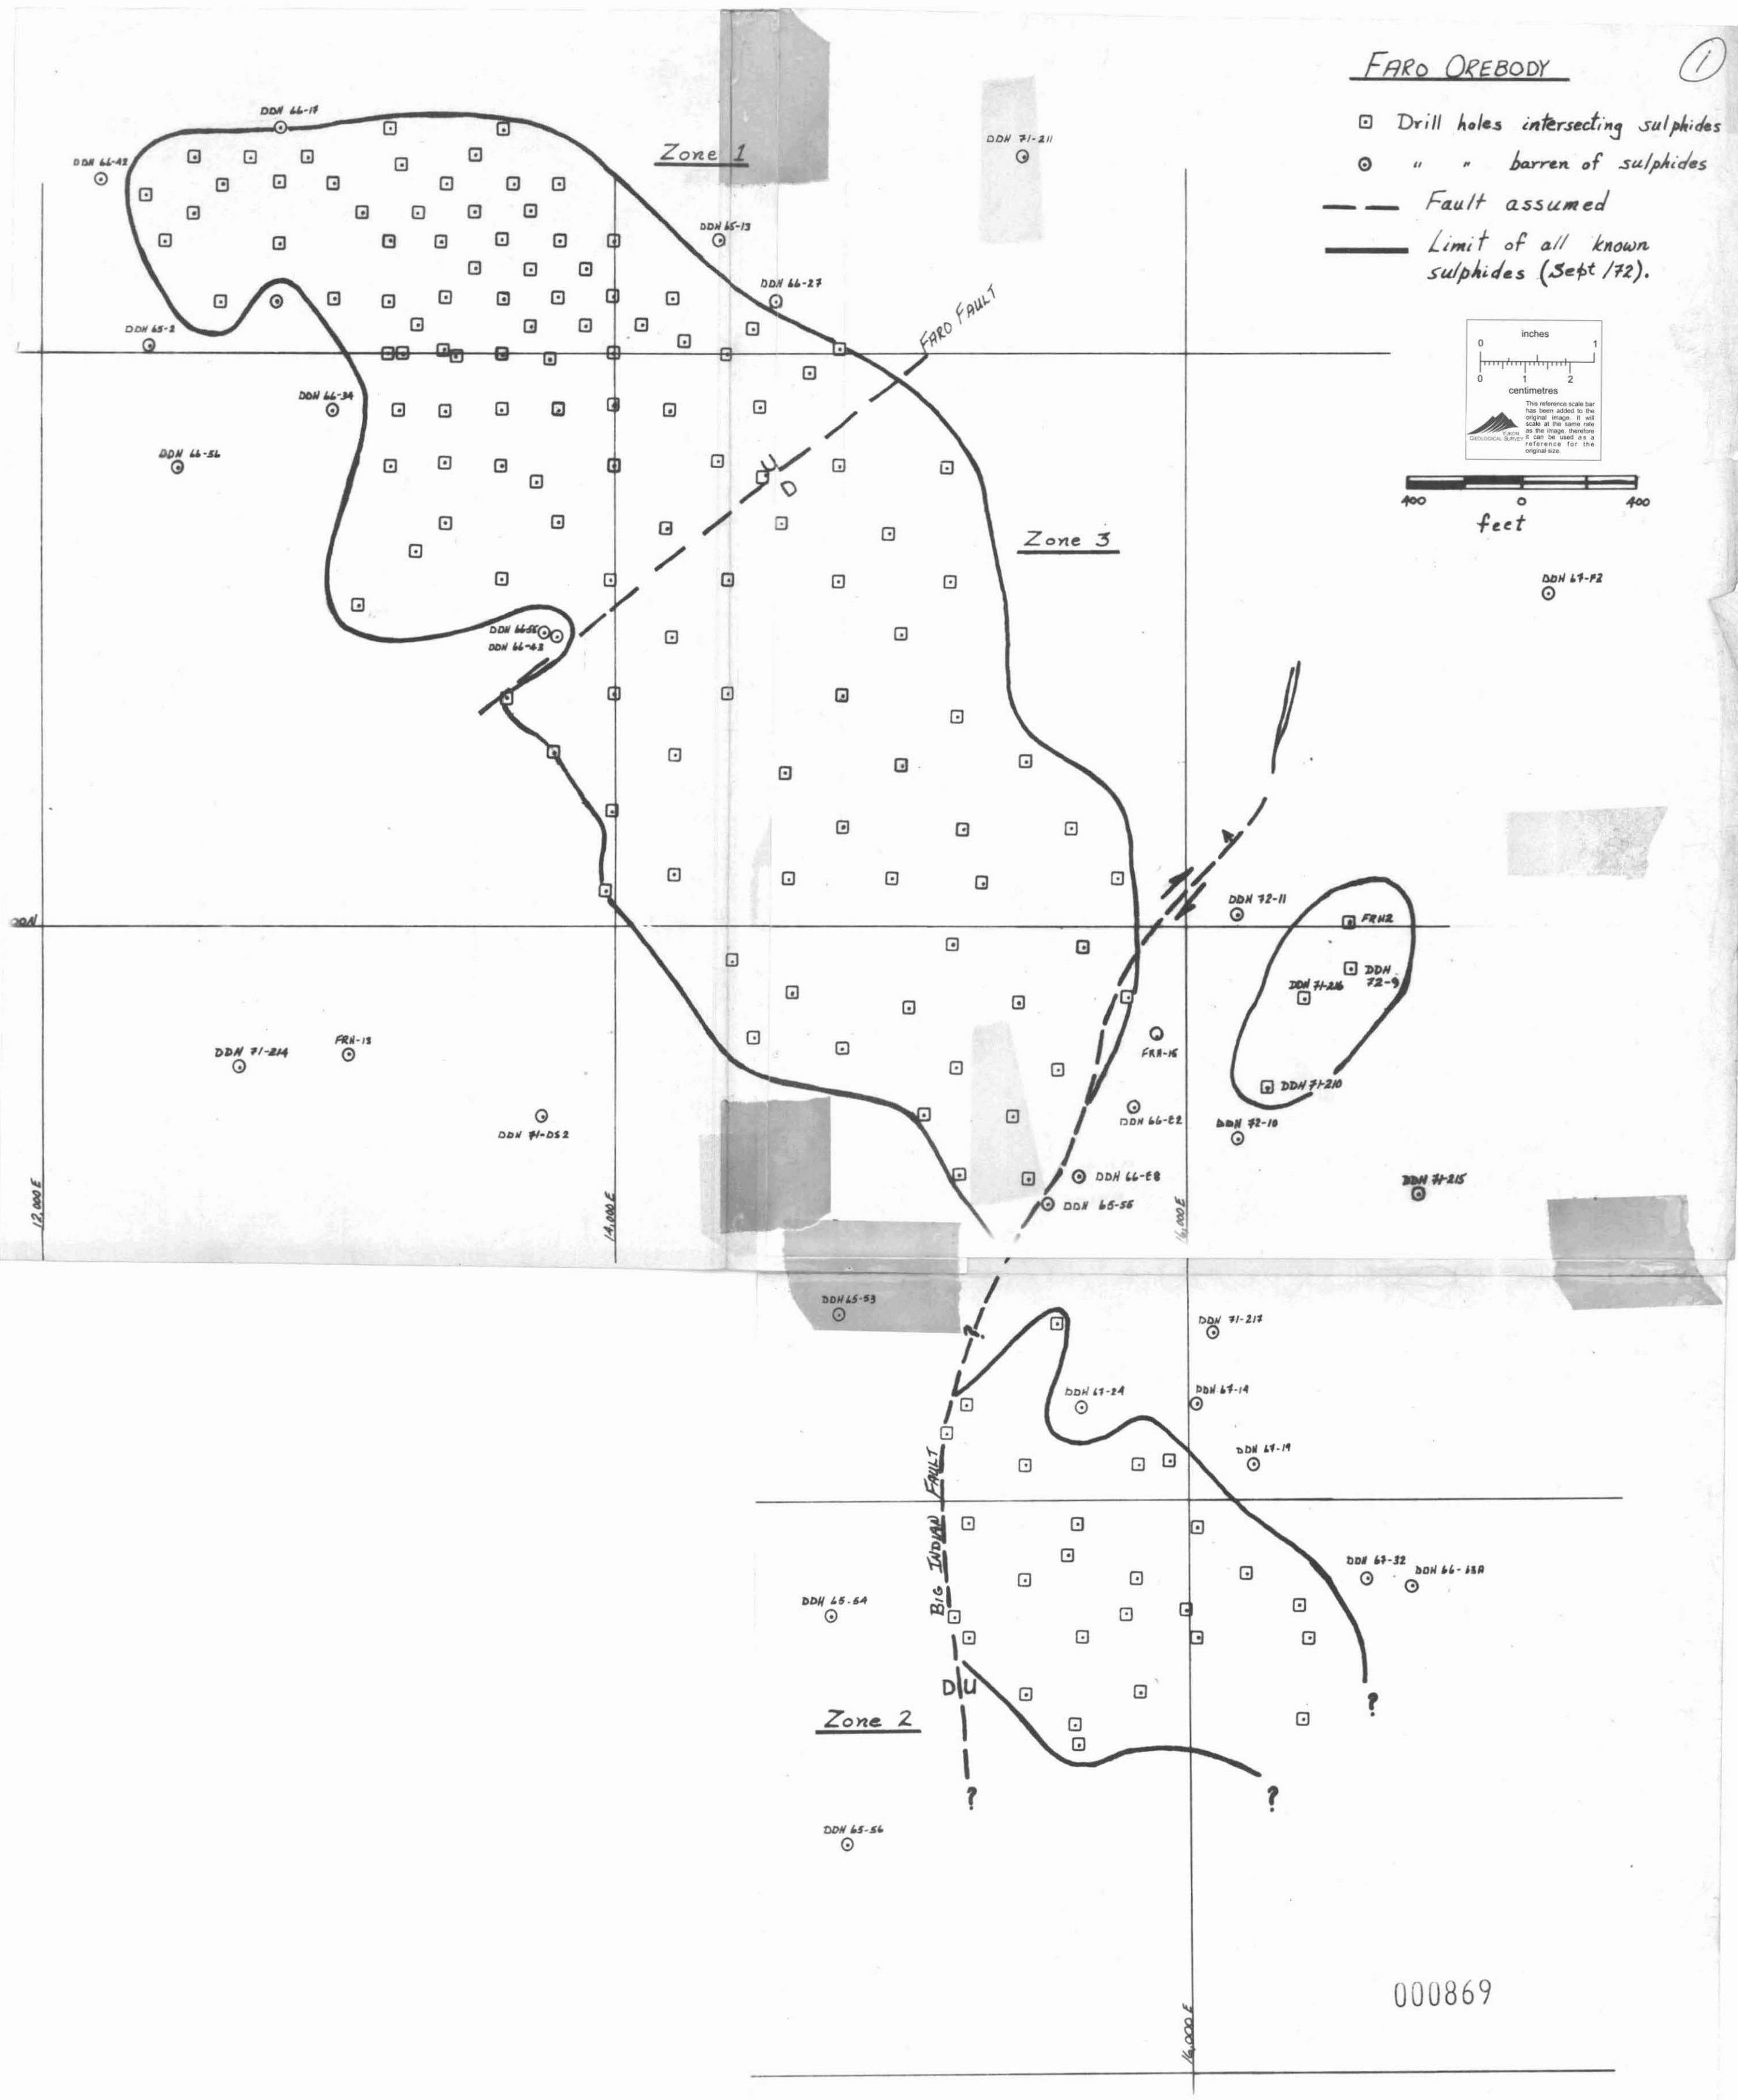 FARO OREBODY
1
Drill holes intersecting sulphides
" " barren of sulphides
Fault assumed
Limit of all known
sulphides (Sept /72).
inches
0 1
0 1 2
centimetres
This reference scale bar
has been added to the
original image. It will
scale at the same rate
as the image, therefore
it can be used as a
reference for the
original size.
YUKON
GEOLOGICAL SURVEY
400 0 400
feet
DDH 66-17
DDH 66-42
Zone 1
DDH 71-211
DDH 65-13
DDH 66-27
DDH 65-2
FARO FAULT
DDH 66-34
DDH 66-56
U
D
Zone 3
DDH 67-F2
DDH 66-55
DDH 66-43
DDH 72-11
FRH2
DDH
72-9
DDH 71-216
FRH-13
DDH 71-214
FRH-15
DDH 71-210
DDH 66-E2
DDH 72-10
DDH 71-DS2
DDH 66-E8
DDH 71-215
DDH 65-55
12,000 E
14,000 E
16,000 E
DDH 65-53
DDH 71-217
?
DDH 67-24
DDH 67-14
DDH 67-19
BIG INDIAN FAULT
DDH 67-32
DDH 66-63A
DDH 65-54
D U
Zone 2
?
?
?
DDH 65-56
000869
16,000 E